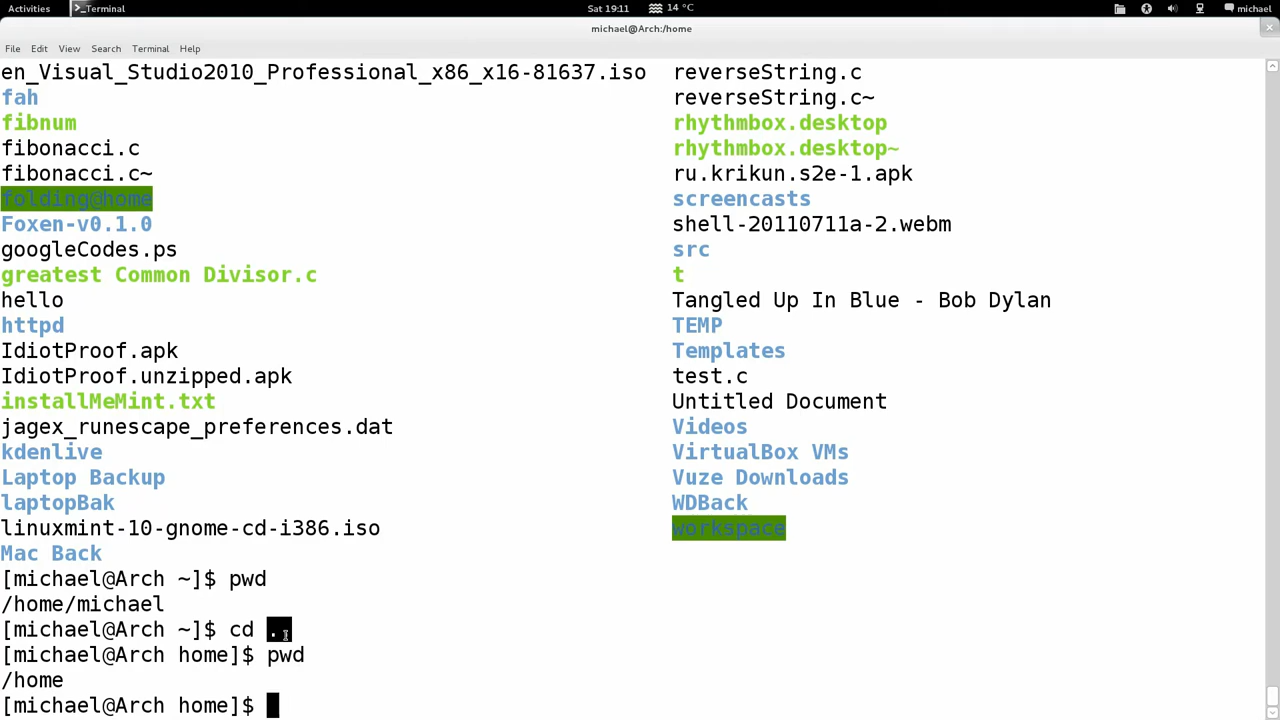 Activities Terminal Sat 19:11 14 °C michael
michael@Arch:/home
File Edit View Search Terminal Help
en_Visual_Studio2010_Professional_x86_x16-81637.iso reverseString.c
fah reverseString.c~
fibnum rhythmbox.desktop
fibonacci.c rhythmbox.desktop~
fibonacci.c~ ru.krikun.s2e-1.apk
folding@home screencasts
Foxen-v0.1.0 shell-20110711a-2.webm
googleCodes.ps src
greatest Common Divisor.c t
hello Tangled Up In Blue - Bob Dylan
httpd TEMP
IdiotProof.apk Templates
IdiotProof.unzipped.apk test.c
installMeMint.txt Untitled Document
jagex_runescape_preferences.dat Videos
kdenlive VirtualBox VMs
Laptop Backup Vuze Downloads
laptopBak WDBack
linuxmint-10-gnome-cd-i386.iso workspace
Mac Back
[michael@Arch ~]$ pwd
/home/michael
[michael@Arch ~]$ cd ..
[michael@Arch home]$ pwd
/home
[michael@Arch home]$